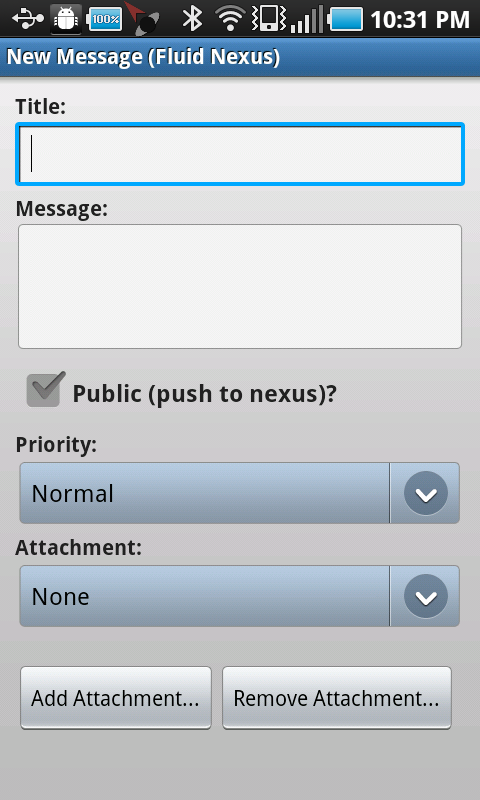 100%
10:31 PM
New Message (Fluid Nexus)
Title:
Message:
Public (push to nexus)?
Priority:
Normal
Attachment:
None
Add Attachment... Remove Attachment...